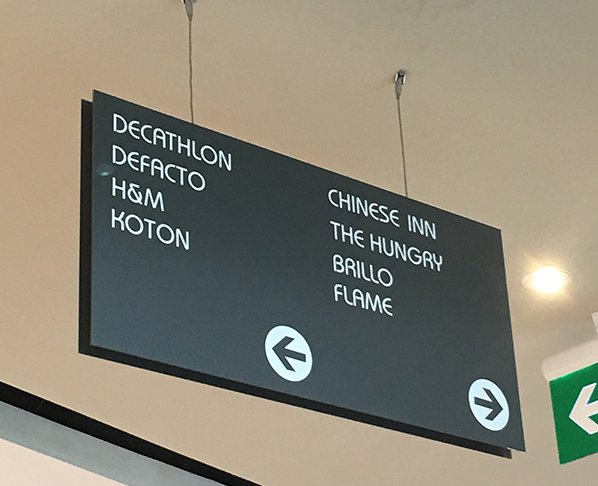 DECATHLON
DEFACTO
H&M
KOTON
CHINESE INN
THE HUNGRY
BRILLO
FLAME